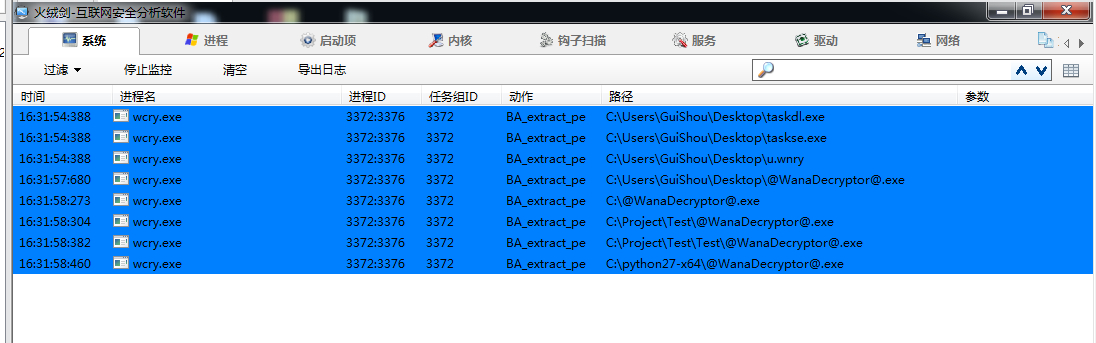 火绒剑-互联网安全分析软件
系统 进程 启动项 内核 钩子扫描 服务 驱动 网络
过滤 停止监控 清空 导出日志
时间 进程名 进程ID 任务组ID 动作 路径 参数
16:31:54:388 wcry.exe 3372:3376 3372 BA_extract_pe C:\Users\GuiShou\Desktop\taskdl.exe
16:31:54:388 wcry.exe 3372:3376 3372 BA_extract_pe C:\Users\GuiShou\Desktop\taskse.exe
16:31:54:388 wcry.exe 3372:3376 3372 BA_extract_pe C:\Users\GuiShou\Desktop\u.wnry
16:31:57:680 wcry.exe 3372:3376 3372 BA_extract_pe C:\Users\GuiShou\Desktop\@WanaDecryptor@.exe
16:31:58:273 wcry.exe 3372:3376 3372 BA_extract_pe C:\@WanaDecryptor@.exe
16:31:58:304 wcry.exe 3372:3376 3372 BA_extract_pe C:\Project\Test\@WanaDecryptor@.exe
16:31:58:382 wcry.exe 3372:3376 3372 BA_extract_pe C:\Project\Test\Test\@WanaDecryptor@.exe
16:31:58:460 wcry.exe 3372:3376 3372 BA_extract_pe C:\python27-x64\@WanaDecryptor@.exe